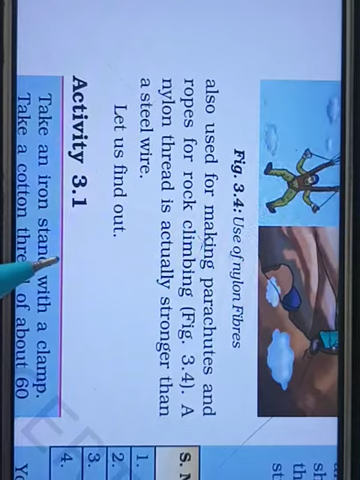 Fig. 3.4: Use of nylon Fibres
also used for making parachutes and
ropes for rock climbing (Fig. 3.4). A
nylon thread is actually stronger than
a steel wire.
Let us find out.
Activity 3.1
Take an iron stand with a clamp.
Take a cotton thread of about 60
S.
1.
2.
3.
4.